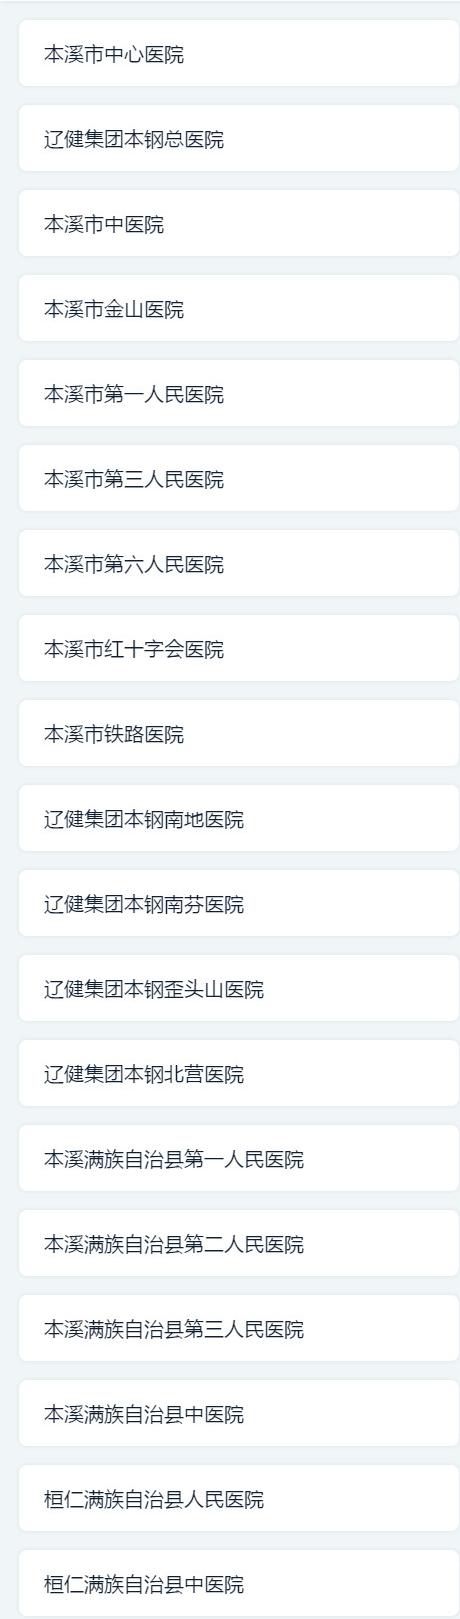 本溪市中心医院
辽健集团本钢总医院
本溪市中医院
本溪市金山医院
本溪市第一人民医院
本溪市第三人民医院
本溪市第六人民医院
本溪市红十字会医院
本溪市铁路医院
辽健集团本钢南地医院
辽健集团本钢南芬医院
辽健集团本钢歪头山医院
辽健集团本钢北营医院
本溪满族自治县第一人民医院
本溪满族自治县第二人民医院
本溪满族自治县第三人民医院
本溪满族自治县中医院
桓仁满族自治县人民医院
桓仁满族自治县中医院